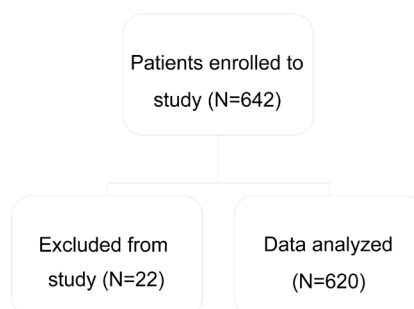 Patients enrolled to
study (N=642)
Excluded from
study (N=22)
Data analyzed
(N=620)